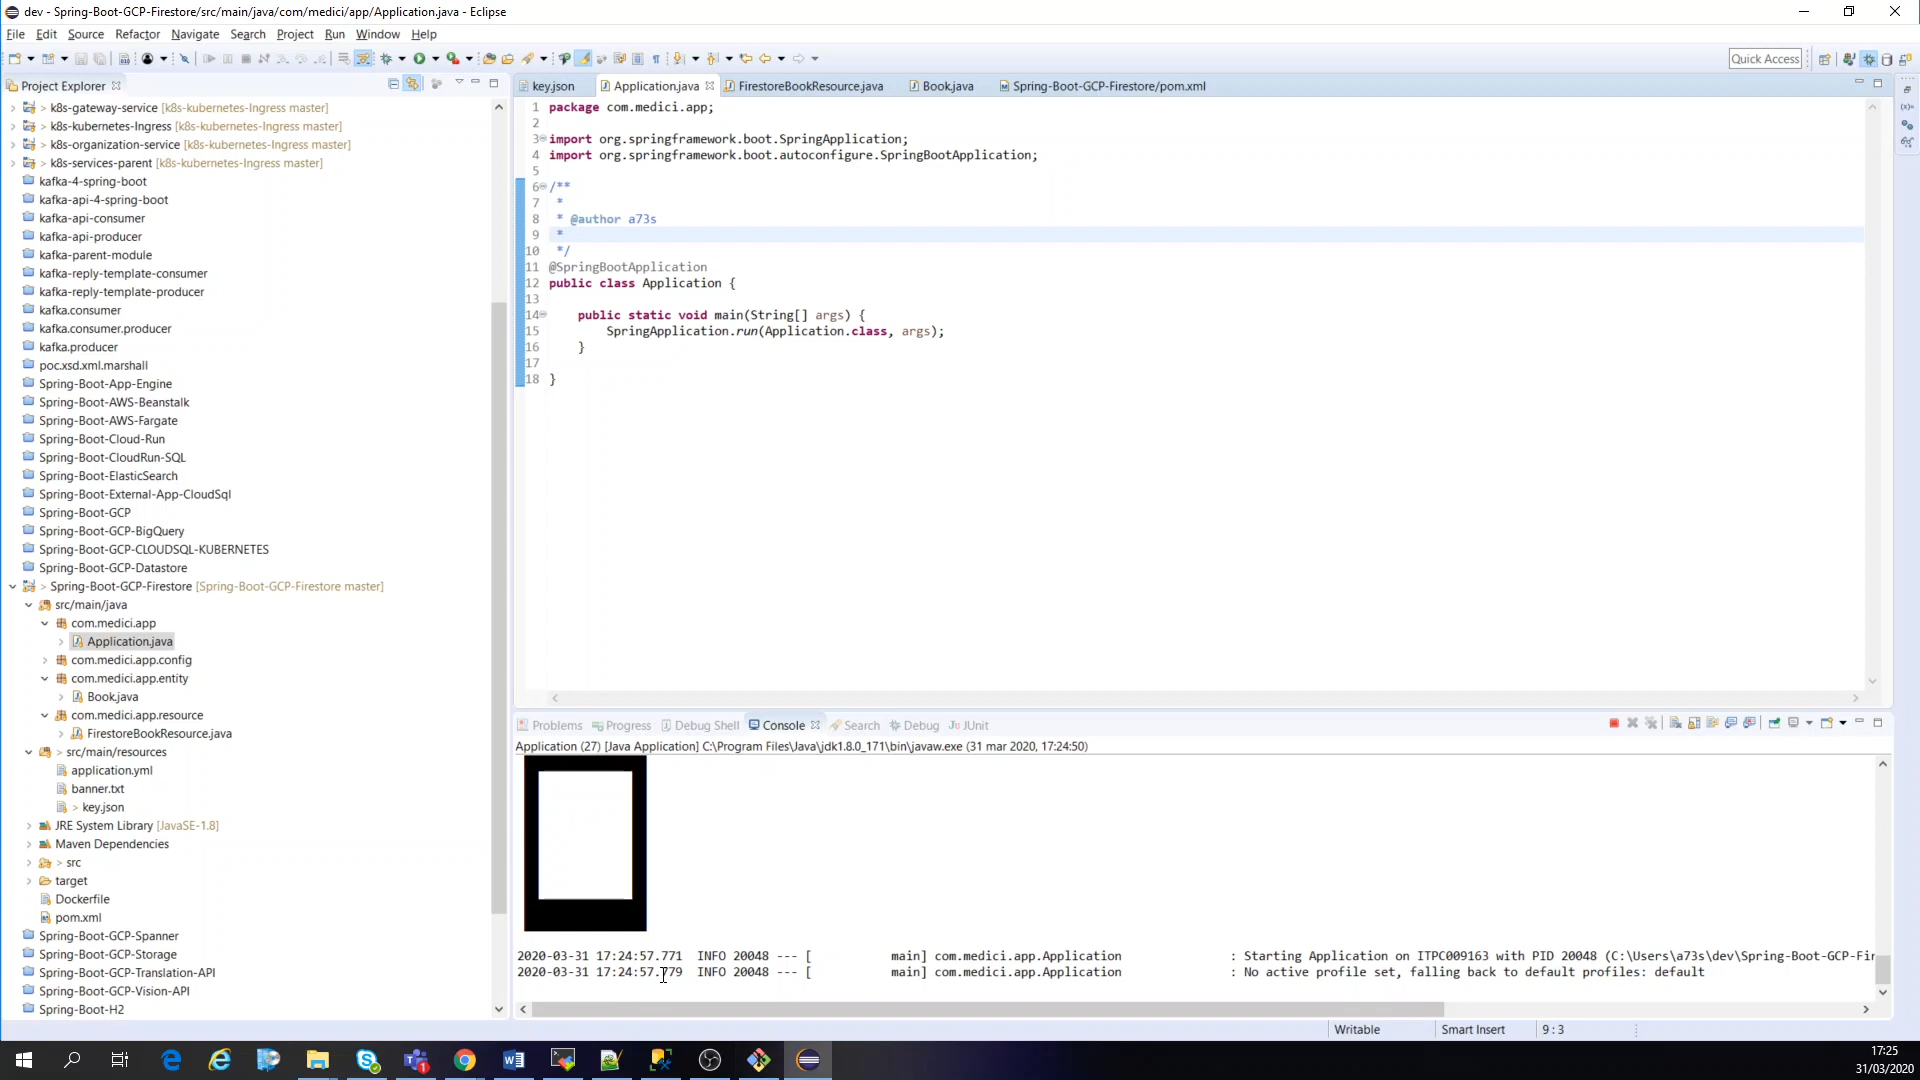 dev - Spring-Boot-GCP-Firestore/src/main/java/com/medici/app/Application.java - Eclipse
File Edit Source Refactor Navigate Search Project Run Window Help
Quick Access
Project Explorer
> k8s-gateway-service [k8s-kubernetes-Ingress master]
> k8s-kubernetes-Ingress [k8s-kubernetes-Ingress master]
> k8s-organization-service [k8s-kubernetes-Ingress master]
> k8s-services-parent [k8s-kubernetes-Ingress master]
kafka-4-spring-boot
kafka-api-4-spring-boot
kafka-api-consumer
kafka-api-producer
kafka-parent-module
kafka-reply-template-consumer
kafka-reply-template-producer
kafka.consumer
kafka.consumer.producer
kafka.producer
poc.xsd.xml.marshall
Spring-Boot-App-Engine
Spring-Boot-AWS-Beanstalk
Spring-Boot-AWS-Fargate
Spring-Boot-Cloud-Run
Spring-Boot-CloudRun-SQL
Spring-Boot-ElasticSearch
Spring-Boot-External-App-CloudSql
Spring-Boot-GCP
Spring-Boot-GCP-BigQuery
Spring-Boot-GCP-CLOUDSQL-KUBERNETES
Spring-Boot-GCP-Datastore
> Spring-Boot-GCP-Firestore [Spring-Boot-GCP-Firestore master]
src/main/java
com.medici.app
Application.java
com.medici.app.config
com.medici.app.entity
Book.java
com.medici.app.resource
FirestoreBookResource.java
> src/main/resources
application.yml
banner.txt
> key.json
JRE System Library [JavaSE-1.8]
Maven Dependencies
> src
target
Dockerfile
pom.xml
Spring-Boot-GCP-Spanner
Spring-Boot-GCP-Storage
Spring-Boot-GCP-Translation-API
Spring-Boot-GCP-Vision-API
Spring-Boot-H2
key.json Application.java FirestoreBookResource.java Book.java Spring-Boot-GCP-Firestore/pom.xml
1 package com.medici.app;
2
3 import org.springframework.boot.SpringApplication;
4 import org.springframework.boot.autoconfigure.SpringBootApplication;
5
6 /**
7 *
8 * @author a73s
9 *
10 */
11 @SpringBootApplication
12 public class Application {
13
14 public static void main(String[] args) {
15 SpringApplication.run(Application.class, args);
16 }
17
18 }
Problems Progress Debug Shell Console Search Debug JUnit
Application (27) [Java Application] C:\Program Files\Java\jdk1.8.0_171\bin\javaw.exe (31 mar 2020, 17:24:50)
2020-03-31 17:24:57.771 INFO 20048 --- [ main] com.medici.app.Application : Starting Application on ITPC009163 with PID 20048 (C:\Users\a73s\dev\Spring-Boot-GCP-Fir
2020-03-31 17:24:57.779 INFO 20048 --- [ main] com.medici.app.Application : No active profile set, falling back to default profiles: default
Writable Smart Insert 9 : 3
17:25
31/03/2020